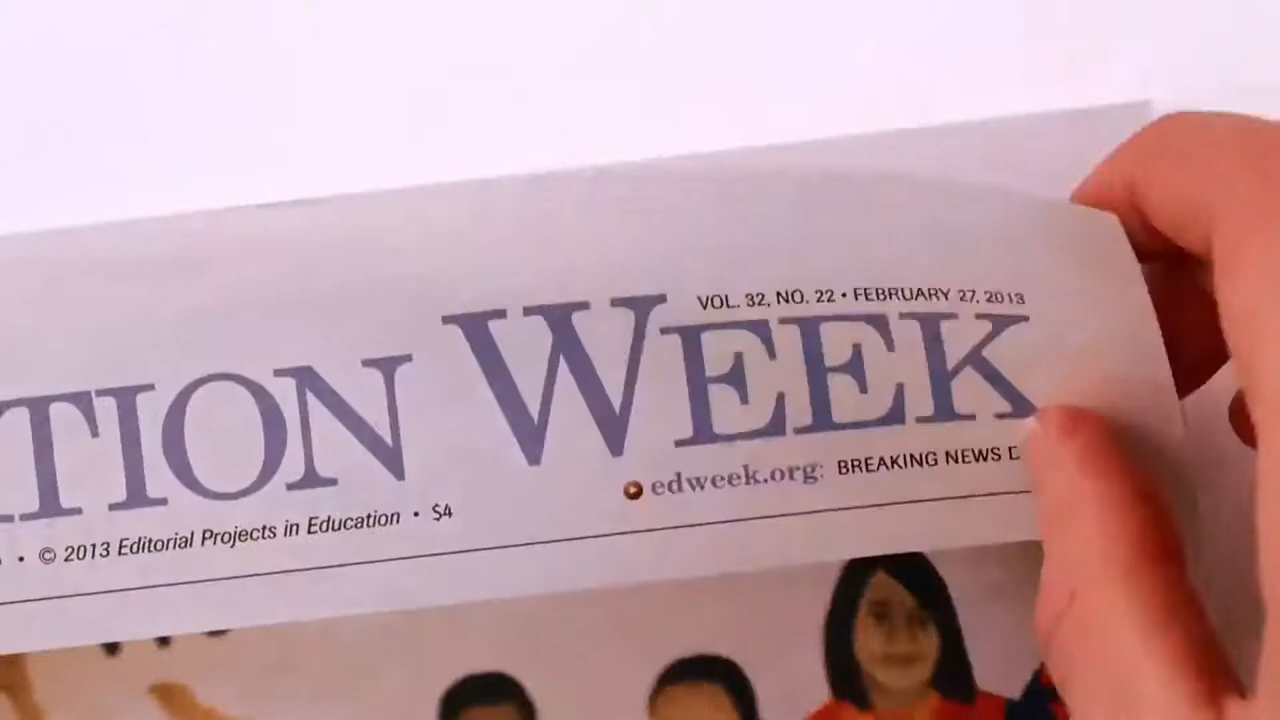 VOL. 32, NO. 22 • FEBRUARY 27, 2013
TION WEEK
edweek.org: BREAKING NEWS D
• © 2013 Editorial Projects in Education • $4